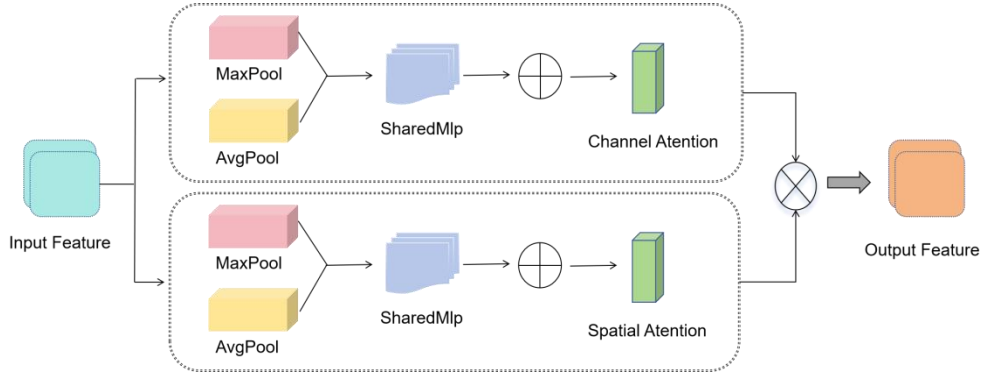 Input Feature
MaxPool
AvgPool
SharedMlp
Channel Atention
MaxPool
AvgPool
SharedMlp
Spatial Atention
Output Feature